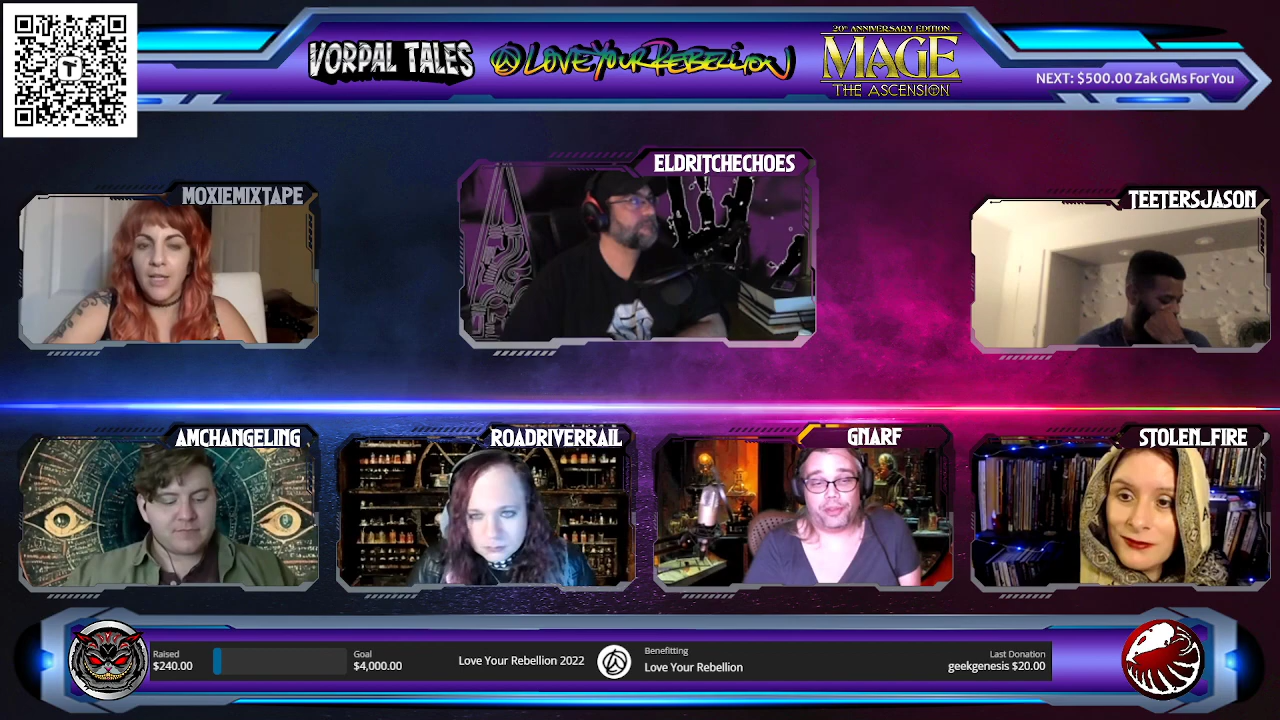 VORPAL TALES
@LOVEYOURREBELLION
20TH ANNIVERSARY EDITION
MAGE
THE ASCENSION
NEXT: $500.00 Zak GMs For You
T
MOXIEMIXTAPE
ELDRITCHECHOES
TEETERSJASON
AMCHANGELING
ROADRIVERRAIL
GNARF
STOLEN_FIRE
Raised
$240.00
Goal
$4,000.00
Love Your Rebellion 2022
Benefitting
Love Your Rebellion
Last Donation
geekgenesis $20.00